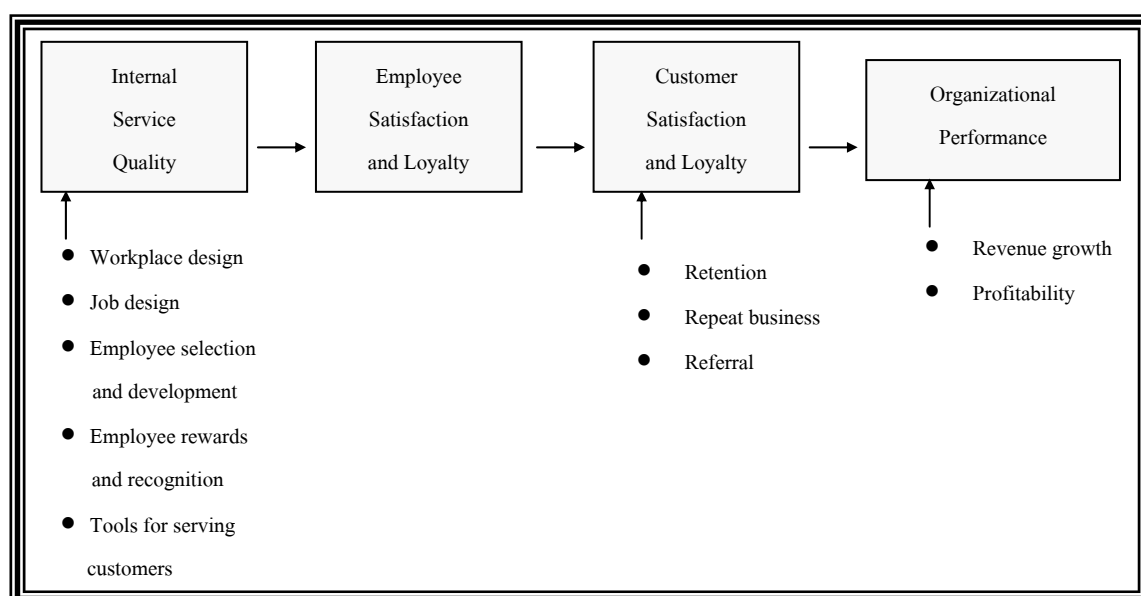 Internal
Service
Quality
Employee
Satisfaction
and Loyalty
Customer
Satisfaction
and Loyalty
Organizational
Performance
● Workplace design
● Job design
● Employee selection
and development
● Employee rewards
and recognition
● Tools for serving
customers
● Retention
● Repeat business
● Referral
● Revenue growth
● Profitability